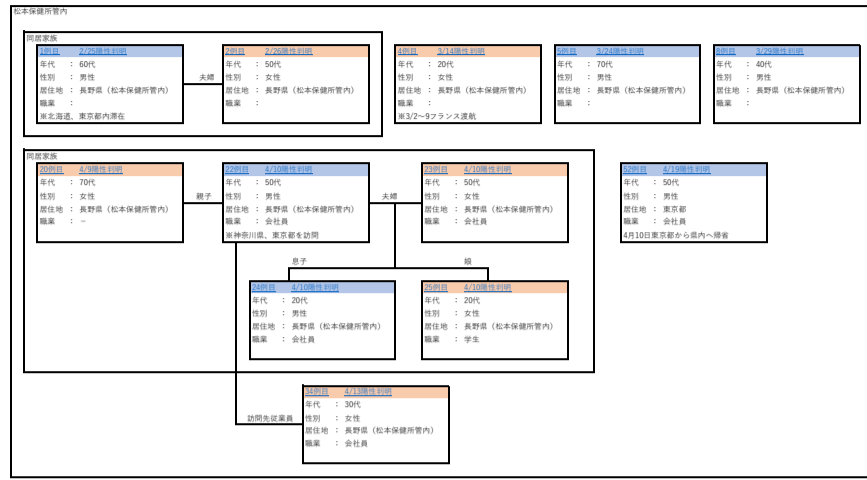 松本保健所管内
同居家族
1例目 2/25陽性判明
年代 ： 60代
性別 ： 男性
居住地 ： 長野県（松本保健所管内）
職業 ：
※北海道、東京都内滞在
夫婦
2例目 2/26陽性判明
年代 ： 50代
性別 ： 女性
居住地 ： 長野県（松本保健所管内）
職業 ：
4例目 3/14陽性判明
年代 ： 20代
性別 ： 女性
居住地 ： 長野県（松本保健所管内）
職業 ：
※3/2～9フランス渡航
5例目 3/24陽性判明
年代 ： 70代
性別 ： 男性
居住地 ： 長野県（松本保健所管内）
職業 ：
8例目 3/29陽性判明
年代 ： 40代
性別 ： 男性
居住地 ： 長野県（松本保健所管内）
職業 ：
同居家族
20例目 4/9陽性判明
年代 ： 70代
性別 ： 女性
居住地 ： 長野県（松本保健所管内）
職業 ： －
親子
22例目 4/10陽性判明
年代 ： 50代
性別 ： 男性
居住地 ： 長野県（松本保健所管内）
職業 ： 会社員
※神奈川県、東京都を訪問
夫婦
23例目 4/10陽性判明
年代 ： 50代
性別 ： 女性
居住地 ： 長野県（松本保健所管内）
職業 ： 会社員
52例目 4/19陽性判明
年代 ： 50代
性別 ： 男性
居住地 ： 東京都
職業 ： 会社員
4月10日東京都から県内へ帰省
息子
娘
24例目 4/10陽性判明
年代 ： 20代
性別 ： 男性
居住地 ： 長野県（松本保健所管内）
職業 ： 会社員
25例目 4/10陽性判明
年代 ： 20代
性別 ： 女性
居住地 ： 長野県（松本保健所管内）
職業 ： 学生
訪問先従業員
34例目 4/13陽性判明
年代 ： 30代
性別 ： 女性
居住地 ： 長野県（松本保健所管内）
職業 ： 会社員